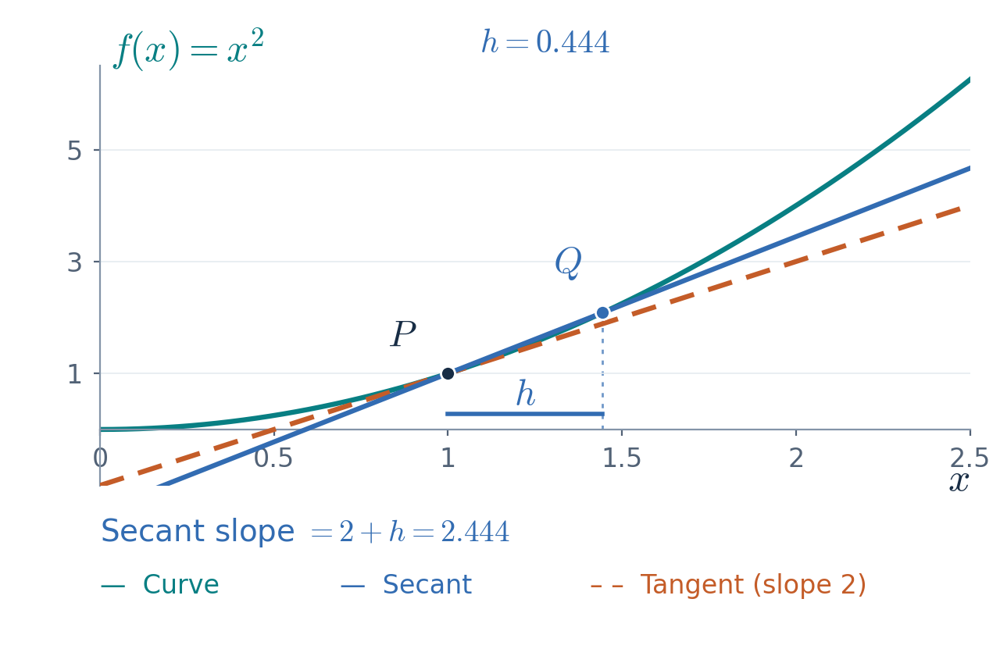 f(x) = x²
h = 0.444
5
3
Q
P
1
h
0 0.5 1 1.5 2 2.5
x
Secant slope = 2 + h = 2.444
— Curve — Secant – – Tangent (slope 2)